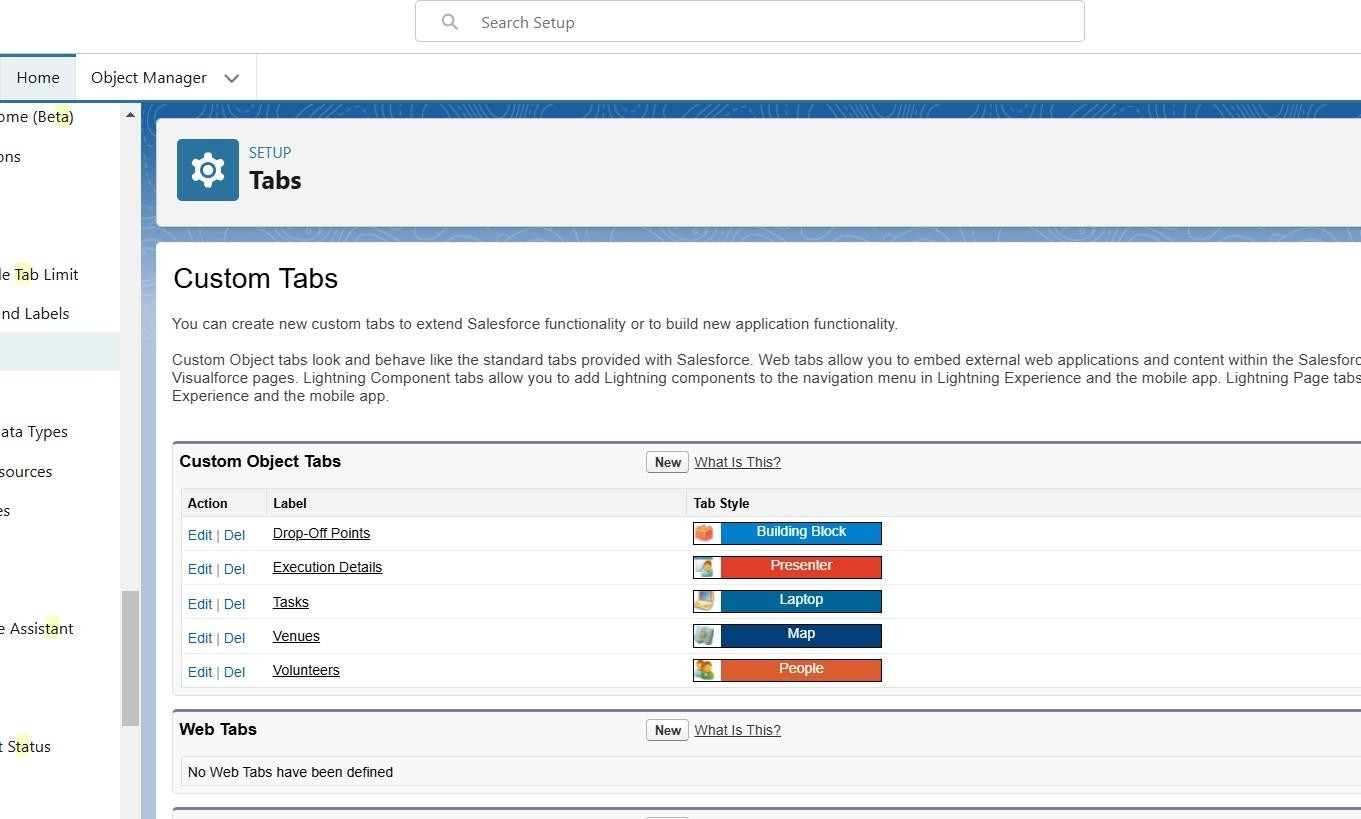 Search Setup
Home
Object Manager
ome (Beta)
ons
le Tab Limit
nd Labels
ata Types
sources
es
e Assistant
t Status
SETUP
Tabs
Custom Tabs
You can create new custom tabs to extend Salesforce functionality or to build new application functionality.
Custom Object tabs look and behave like the standard tabs provided with Salesforce. Web tabs allow you to embed external web applications and content within the Salesforc
Visualforce pages. Lightning Component tabs allow you to add Lightning components to the navigation menu in Lightning Experience and the mobile app. Lightning Page tabs
Experience and the mobile app.
Custom Object Tabs New What Is This?
Action Label Tab Style
Edit | Del Drop-Off Points Building Block
Edit | Del Execution Details Presenter
Edit | Del Tasks Laptop
Edit | Del Venues Map
Edit | Del Volunteers People
Web Tabs New What Is This?
No Web Tabs have been defined